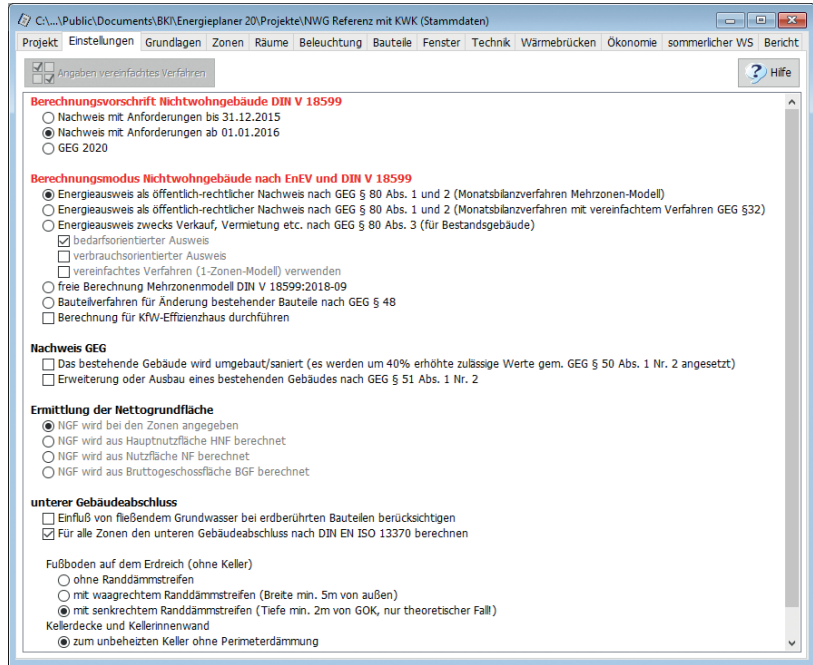 C:\...\Public\Documents\BKI\Energieplaner 20\Projekte\NWG Referenz mit KWK (Stammdaten)
Projekt Einstellungen Grundlagen Zonen Räume Beleuchtung Bauteile Fenster Technik Wärmebrücken Ökonomie sommerlicher WS Bericht
Angaben vereinfachtes Verfahren
Hilfe
Berechnungsvorschrift Nichtwohngebäude DIN V 18599
Nachweis mit Anforderungen bis 31.12.2015
Nachweis mit Anforderungen ab 01.01.2016
GEG 2020
Berechnungsmodus Nichtwohngebäude nach EnEV und DIN V 18599
Energieausweis als öffentlich-rechtlicher Nachweis nach GEG § 80 Abs. 1 und 2 (Monatsbilanzverfahren Mehrzonen-Modell)
Energieausweis als öffentlich-rechtlicher Nachweis nach GEG § 80 Abs. 1 und 2 (Monatsbilanzverfahren mit vereinfachtem Verfahren GEG §32)
Energieausweis zwecks Verkauf, Vermietung etc. nach GEG § 80 Abs. 3 (für Bestandsgebäude)
bedarfsorientierter Ausweis
verbrauchsorientierter Ausweis
vereinfachtes Verfahren (1-Zonen-Modell) verwenden
freie Berechnung Mehrzonenmodell DIN V 18599:2018-09
Bauteilverfahren für Änderung bestehender Bauteile nach GEG § 48
Berechnung für KfW-Effizienzhaus durchführen
Nachweis GEG
Das bestehende Gebäude wird umgebaut/saniert (es werden um 40% erhöhte zulässige Werte gem. GEG § 50 Abs. 1 Nr. 2 angesetzt)
Erweiterung oder Ausbau eines bestehenden Gebäudes nach GEG § 51 Abs. 1 Nr. 2
Ermittlung der Nettogrundfläche
NGF wird bei den Zonen angegeben
NGF wird aus Hauptnutzfläche HNF berechnet
NGF wird aus Nutzfläche NF berechnet
NGF wird aus Bruttogeschossfläche BGF berechnet
unterer Gebäudeabschluss
Einfluß von fließendem Grundwasser bei erdberührten Bauteilen berücksichtigen
Für alle Zonen den unteren Gebäudeabschluss nach DIN EN ISO 13370 berechnen
Fußboden auf dem Erdreich (ohne Keller)
ohne Randdämmstreifen
mit waagrechtem Randdämmstreifen (Breite min. 5m von außen)
mit senkrechtem Randdämmstreifen (Tiefe min. 2m von GOK, nur theoretischer Fall!)
Kellerdecke und Kellerinnenwand
zum unbeheizten Keller ohne Perimeterdämmung